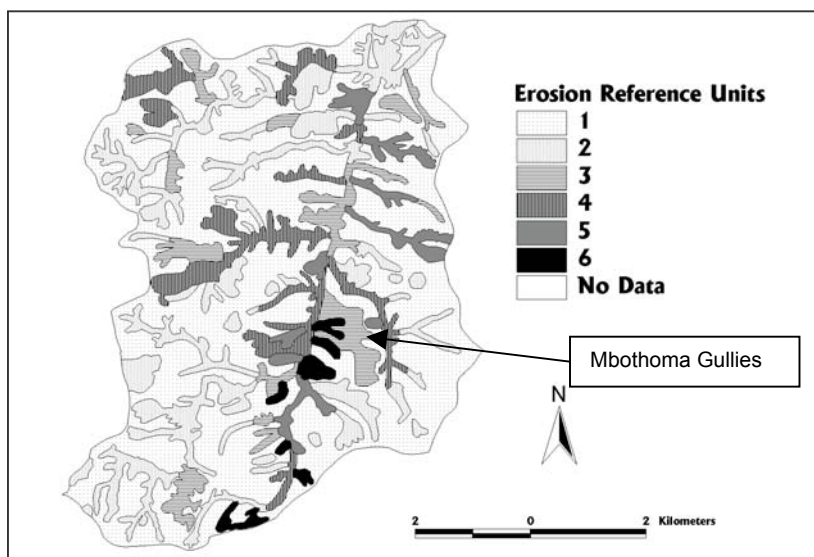 Erosion Reference Units
1
2
3
4
5
6
No Data
Mbothoma Gullies
N
2 0 2 Kilometers